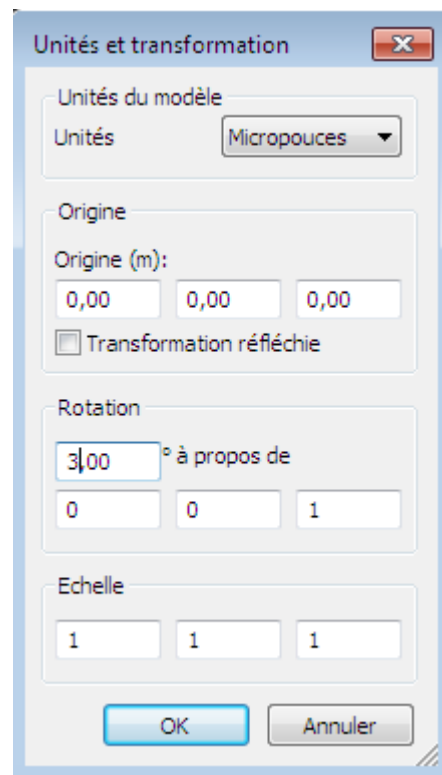 Unités et transformation
Unités du modèle
Unités Micropouces
Origine
Origine (m):
0,00 0,00 0,00
Transformation réfléchie
Rotation
3,00 ° à propos de
0 0 1
Echelle
1 1 1
OK Annuler